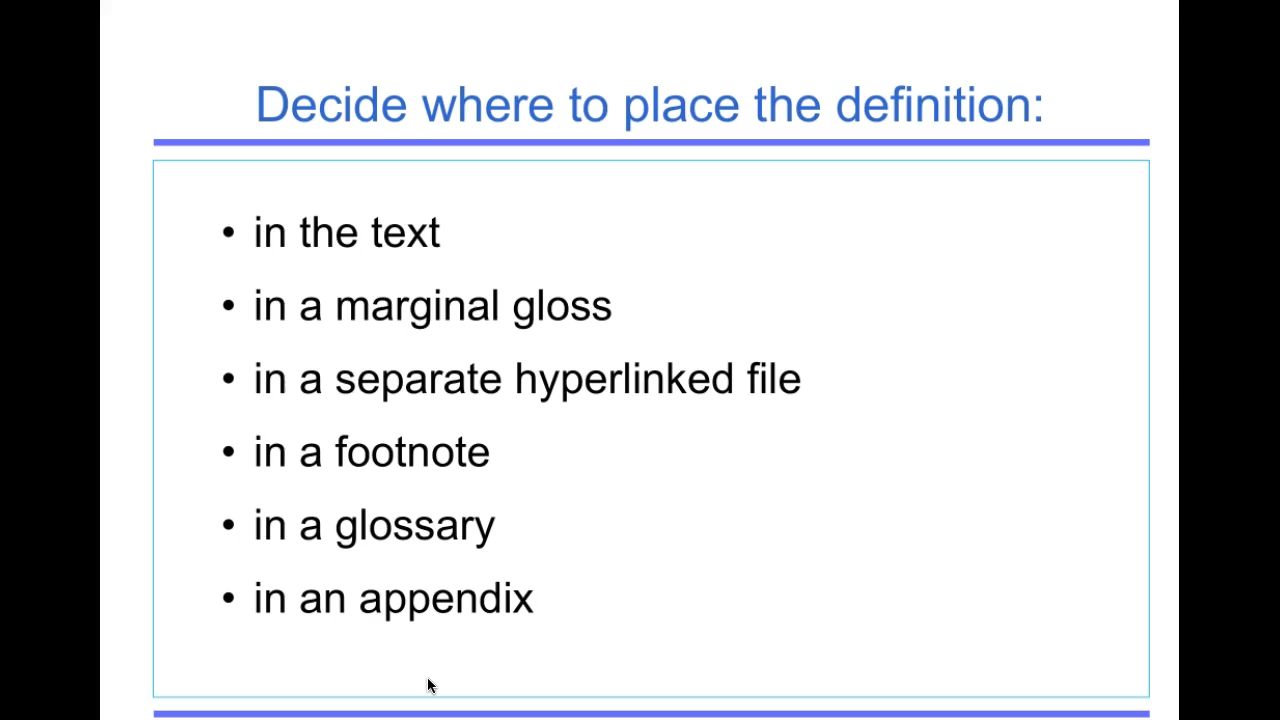 Decide where to place the definition:
• in the text
• in a marginal gloss
• in a separate hyperlinked file
• in a footnote
• in a glossary
• in an appendix